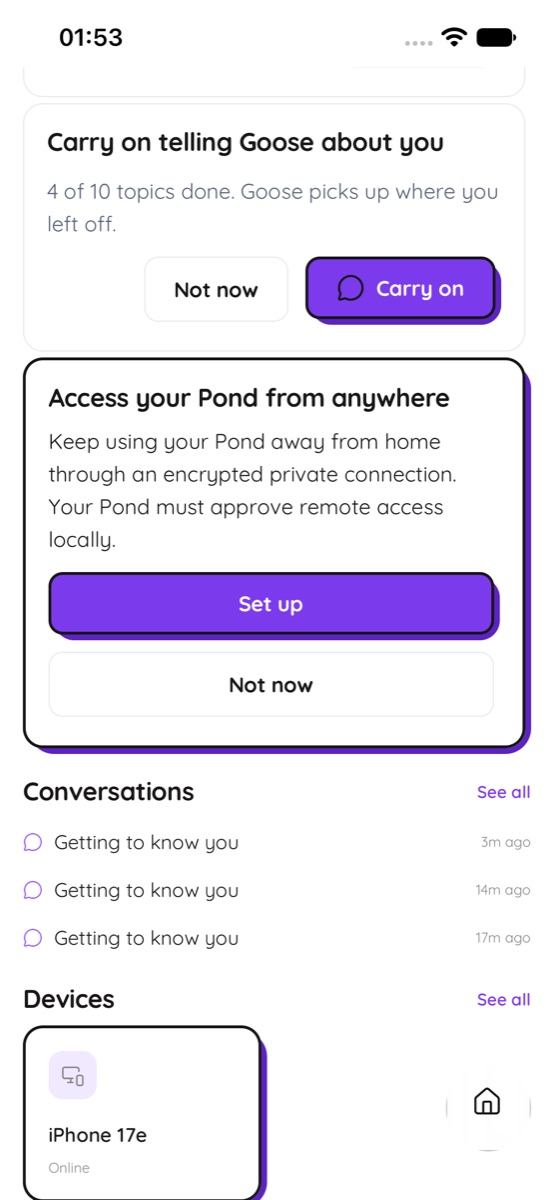 01:53
Carry on telling Goose about you
4 of 10 topics done. Goose picks up where you
left off.
Not now
Carry on
Access your Pond from anywhere
Keep using your Pond away from home
through an encrypted private connection.
Your Pond must approve remote access
locally.
Set up
Not now
Conversations
See all
Getting to know you
3m ago
Getting to know you
14m ago
Getting to know you
17m ago
Devices
See all
iPhone 17e
Online